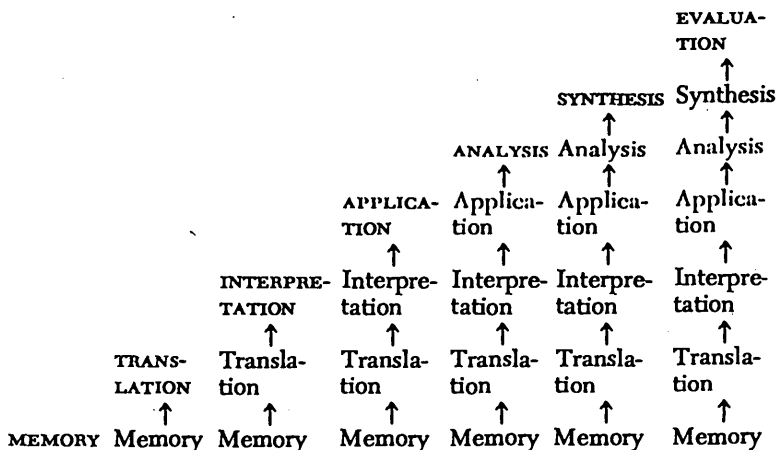 EVALUA-
TION
SYNTHESIS Synthesis
ANALYSIS Analysis Analysis
APPLICA- Applica- Applica- Applica-
TION tion tion tion
INTERPRE- Interpre- Interpre- Interpre- Interpre-
TATION tation tation tation tation
TRANS- Transla- Transla- Transla- Transla- Transla-
LATION tion tion tion tion tion
MEMORY Memory Memory Memory Memory Memory Memory